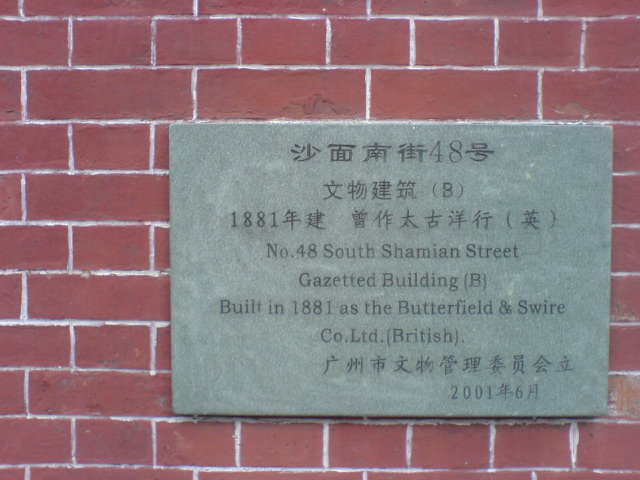 沙面南街48号
文物建筑（B）
1881年建　曾作太古洋行（英）
No.48 South Shamian Street
Gazetted Building (B)
Built in 1881 as the Butterfield & Swire
Co.Ltd.(British).
广州市文物管理委员会立
2001年6月